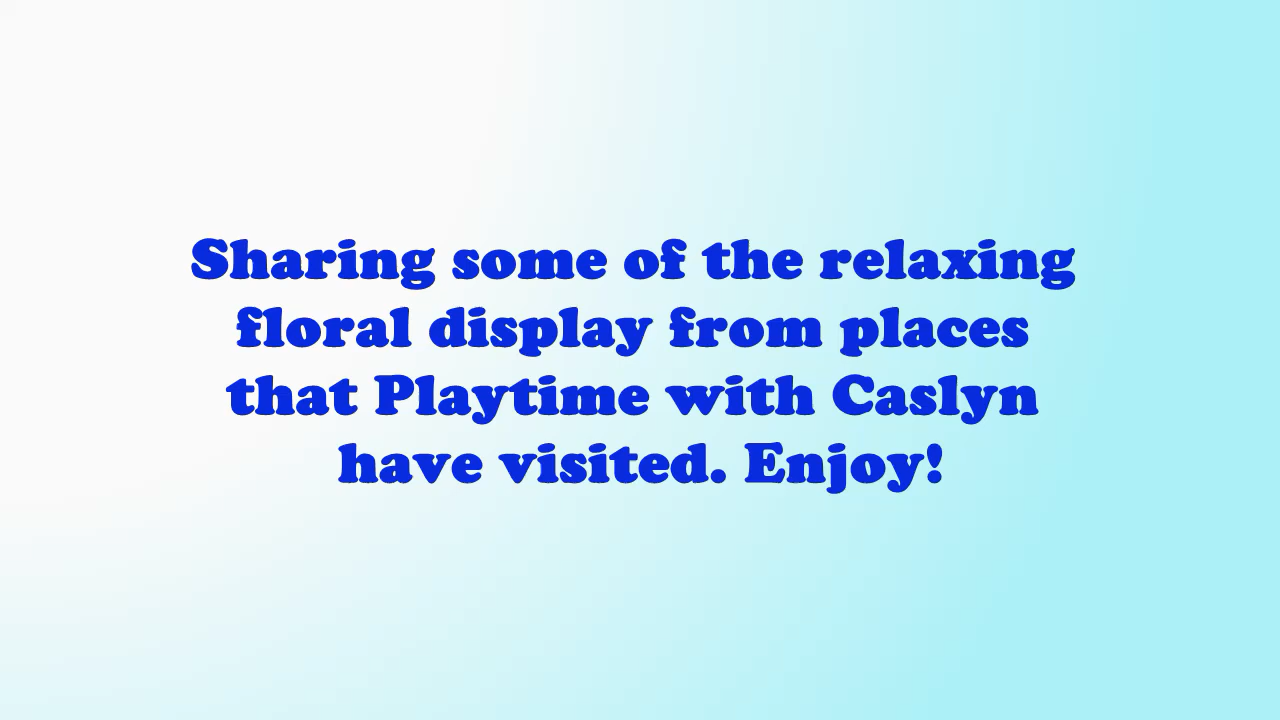 Sharing some of the relaxing
floral display from places
that Playtime with Caslyn
have visited. Enjoy!